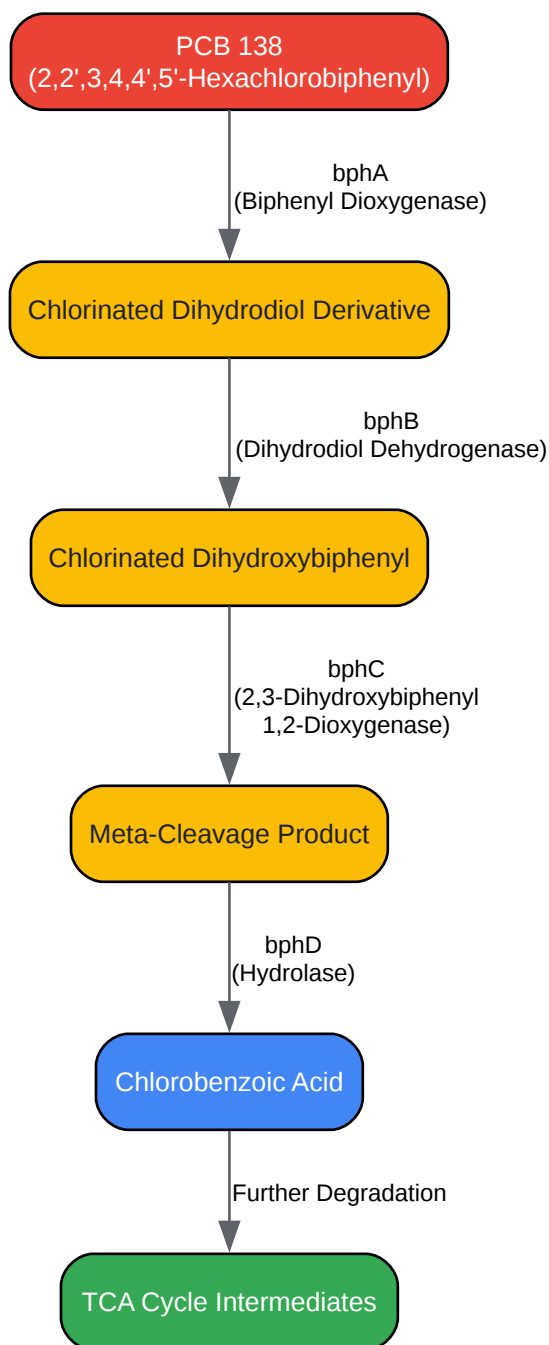 PCB 138
(2,2',3,4,4',5'-Hexachlorobiphenyl)
bphA
(Biphenyl Dioxygenase)
Chlorinated Dihydrodiol Derivative
bphB
(Dihydrodiol Dehydrogenase)
Chlorinated Dihydroxybiphenyl
bphC
(2,3-Dihydroxybiphenyl
1,2-Dioxygenase)
Meta-Cleavage Product
bphD
(Hydrolase)
Chlorobenzoic Acid
Further Degradation
TCA Cycle Intermediates